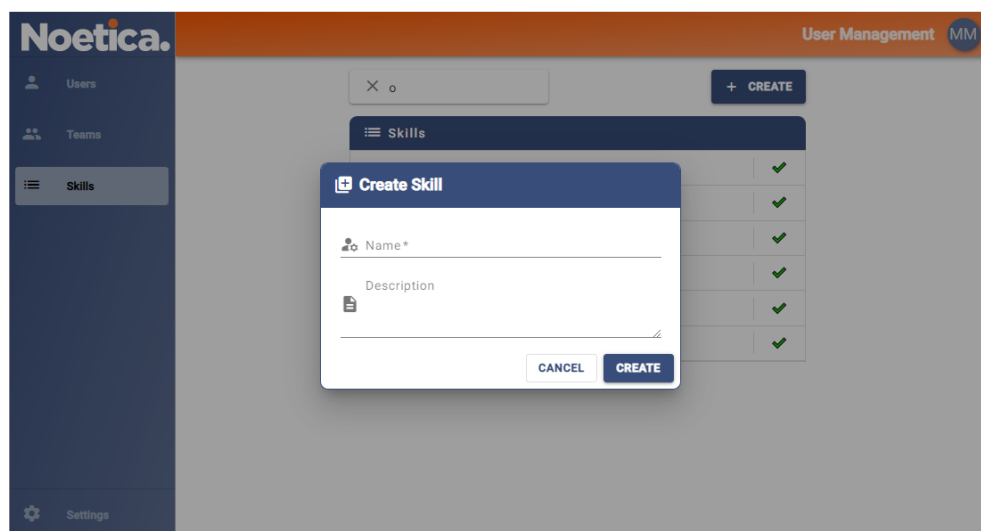 Noetica.
User Management MM
Users
Teams
Skills
Settings
o
+ CREATE
Skills
Create Skill
Name*
Description
CANCEL CREATE